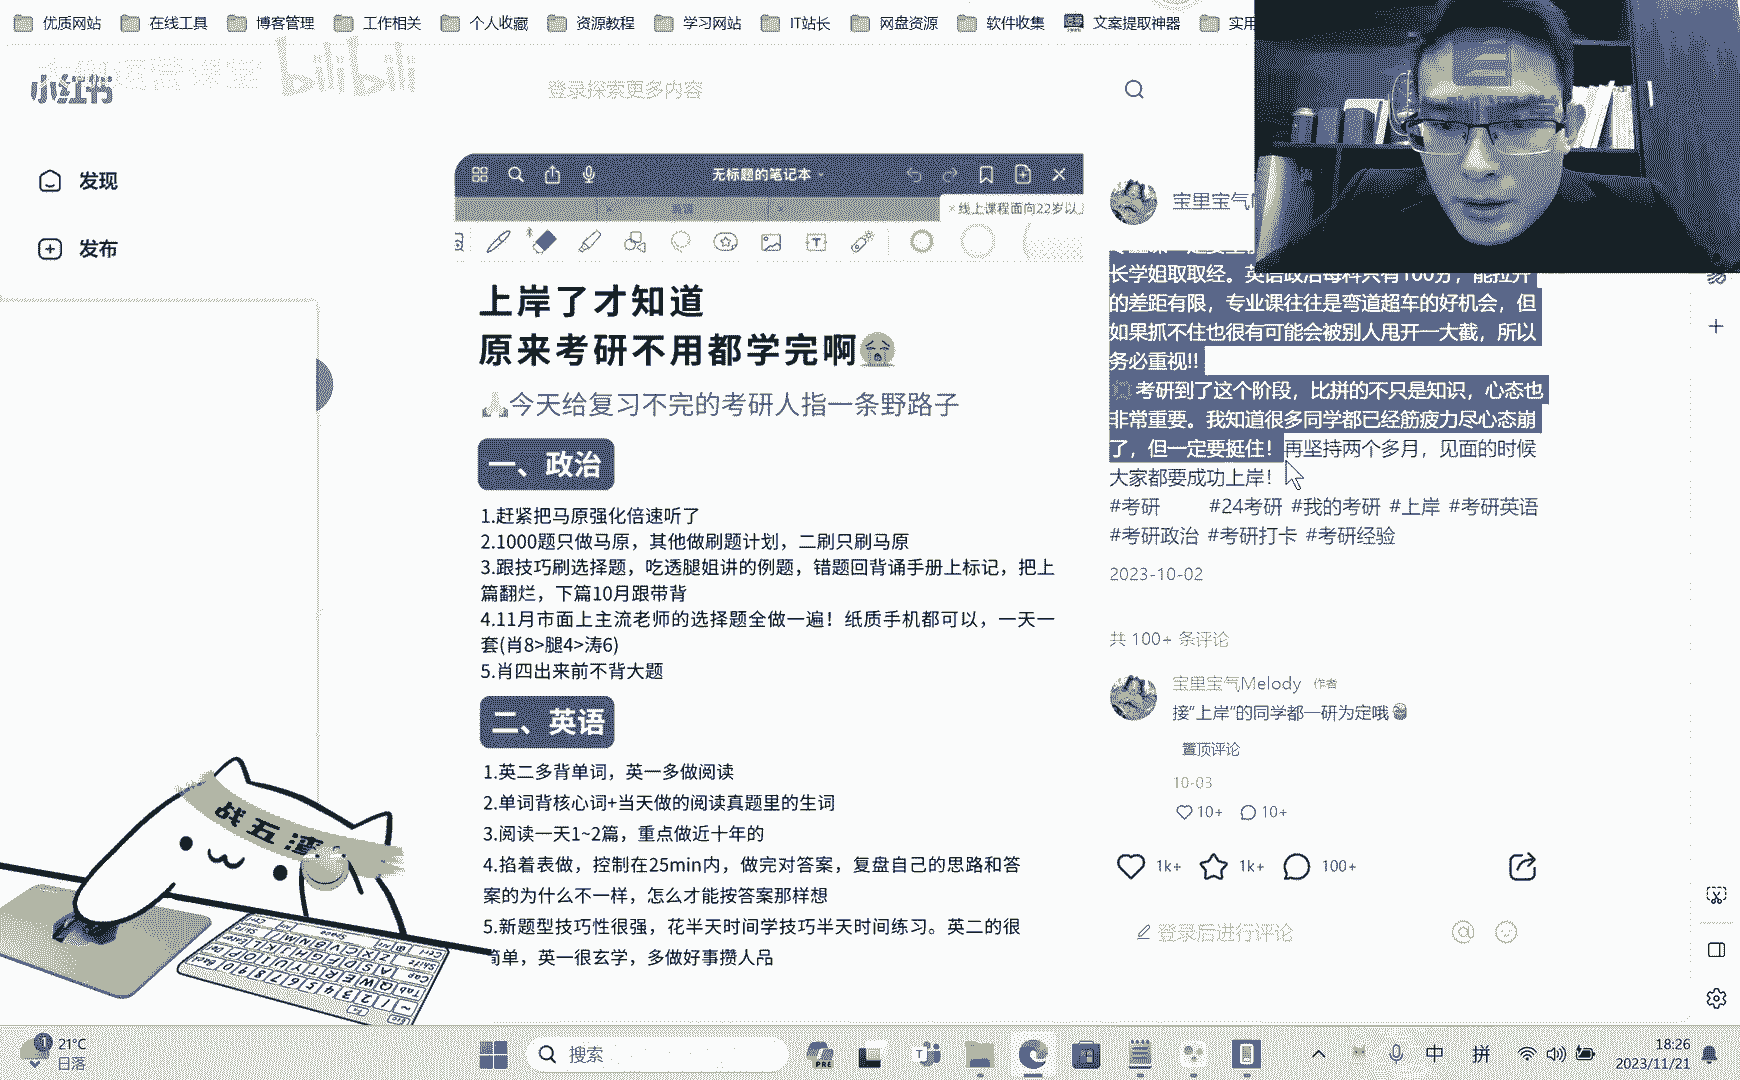 优质网站 在线工具 博客管理 工作相关 个人收藏 资源教程 学习网站 IT站长 网盘资源 软件收集 文案提取神器 实用
bilibili
小红书
登录探索更多内容
发现
发布
无标题的笔记本
英语
线上课程面向22岁以上
上岸了才知道
原来考研不用都学完啊😭
🙏今天给复习不完的考研人指一条野路子
一、政治
1.赶紧把马原强化倍速听了
2.1000题只做马原，其他做刷题计划，二刷只刷马原
3.跟技巧刷选择题，吃透腿姐讲的例题，错题回背诵手册上标记，把上
篇翻烂，下篇10月跟带背
4.11月市面上主流老师的选择题全做一遍！纸质手机都可以，一天一
套(肖8>腿4>涛6)
5.肖四出来前不背大题
二、英语
1.英二多背单词，英一多做阅读
2.单词背核心词+当天做的阅读真题里的生词
3.阅读一天1~2篇，重点做近十年的
4.掐着表做，控制在25min内，做完对答案，复盘自己的思路和答
案的为什么不一样，怎么才能按答案那样想
5.新题型技巧性很强，花半天时间学技巧半天时间练习。英二的很
简单，英一很玄学，多做好事攒人品
宝里宝气
长学姐取取经。英语政治每科只有100分，能拉开
的差距有限，专业课往往是弯道超车的好机会，但
如果抓不住也很有可能会被别人甩开一大截，所以
务必重视!!
考研到了这个阶段，比拼的不只是知识，心态也
非常重要。我知道很多同学都已经筋疲力尽心态崩
了，但一定要挺住！再坚持两个多月，见面的时候
大家都要成功上岸！
#考研 #24考研 #我的考研 #上岸 #考研英语
#考研政治 #考研打卡 #考研经验
2023-10-02
共 100+ 条评论
宝里宝气Melody 作者
接“上岸”的同学都一研为定哦
置顶评论
10-03
10+ 10+
1k+ 1k+ 100+
登录后进行评论
战五渣
21°C
日落
搜索
中 拼
18:26
2023/11/21